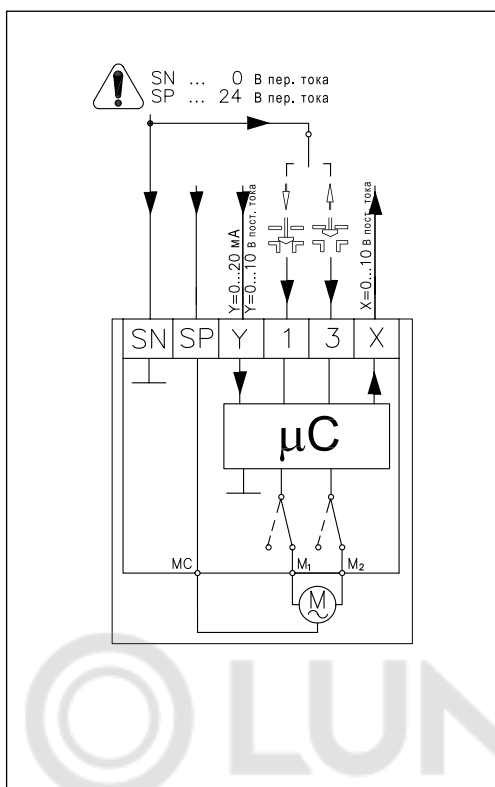 SN ... 0 В пер. тока
SP ... 24 В пер. тока
Y=0...20 мА
Y=0...10 В пост. тока
X=0...10 В пост. тока
SN SP Y 1 3 X
µC
MC M₁ M₂
M
LUN